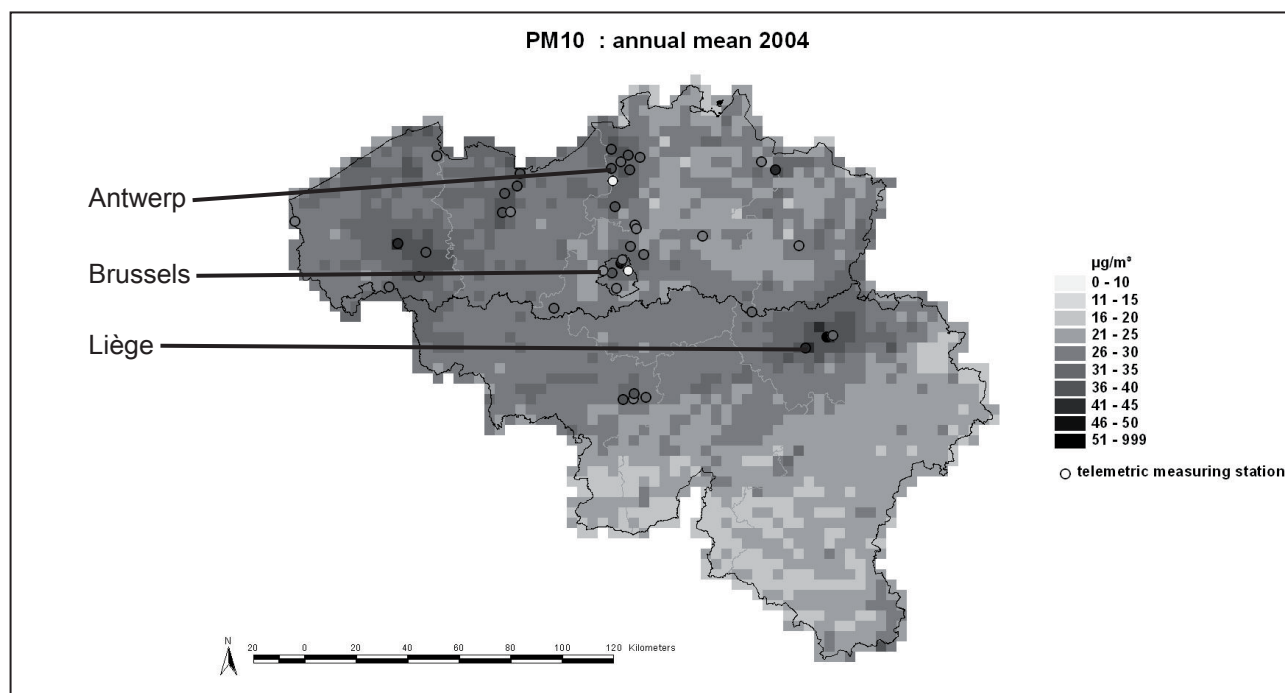 PM10 : annual mean 2004
Antwerp
Brussels
Liège
µg/m³
0 - 10
11 - 15
16 - 20
21 - 25
26 - 30
31 - 35
36 - 40
41 - 45
46 - 50
51 - 999
telemetric measuring station
N
20 0 20 40 60 80 100 120 Kilometers